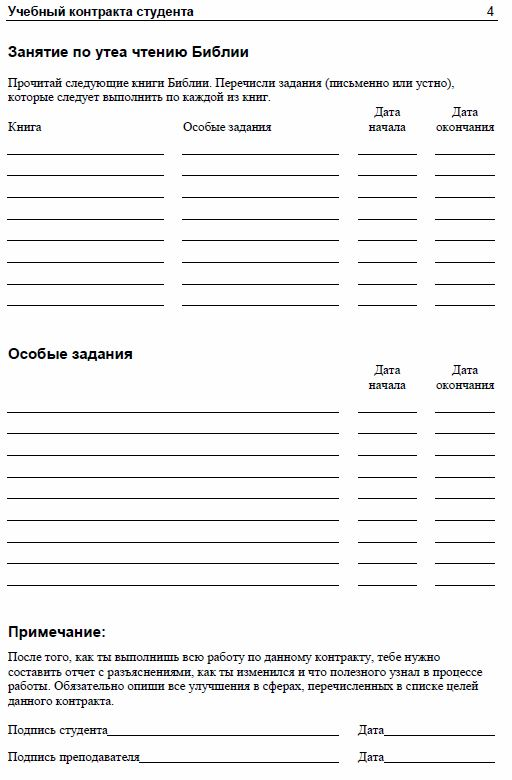 Учебный контракта студента 4
Занятие по утеа чтению Библии
Прочитай следующие книги Библии. Перечисли задания (письменно или устно),
которые следует выполнить по каждой из книг.
Дата Дата
Книга Особые задания начала окончания
Особые задания
Дата Дата
начала окончания
Примечание:
После того, как ты выполнишь всю работу по данному контракту, тебе нужно
составить отчет с разъяснениями, как ты изменился и что полезного узнал в процессе
работы. Обязательно опиши все улучшения в сферах, перечисленных в списке целей
данного контракта.
Подпись студента Дата
Подпись преподавателя Дата